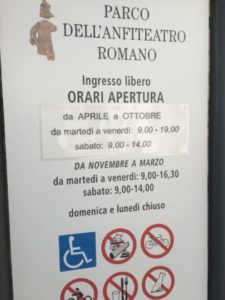 PARCO
DELL'ANFITEATRO
ROMANO
Ingresso libero
ORARI APERTURA
da APRILE a OTTOBRE
da martedì a venerdì: 9,00 - 19,00
sabato: 9,00 - 14,00
DA NOVEMBRE A MARZO
da martedì a venerdì: 9,00-16,30
sabato: 9,00-14,00
domenica e lunedì chiuso